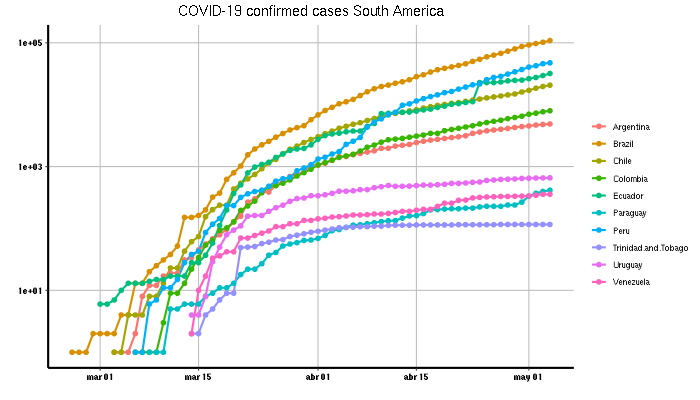 COVID-19 confirmed cases South America
1e+05
1e+03
1e+01
mar 01
mar 15
abr 01
abr 15
may 01
Argentina
Brazil
Chile
Colombia
Ecuador
Paraguay
Peru
Trinidad.and.Tobago
Uruguay
Venezuela